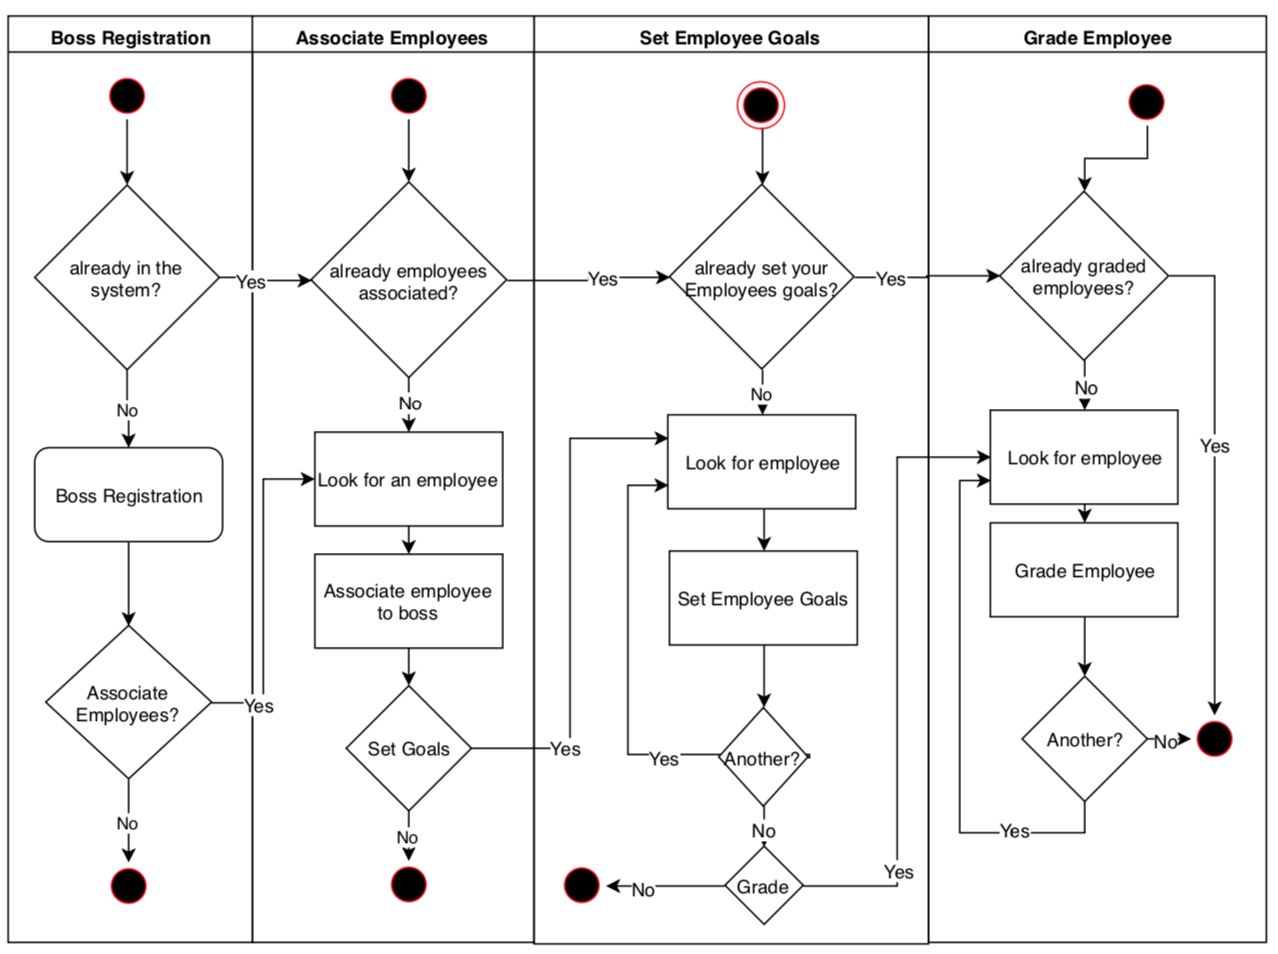 Boss Registration
Associate Employees
Set Employee Goals
Grade Employee
already in the
system?
Yes
No
Boss Registration
Associate
Employees?
Yes
No
already employees
associated?
Yes
No
Look for an employee
Associate employee
to boss
Set Goals
Yes
No
already set your
Employees goals?
Yes
No
Look for employee
Set Employee Goals
Another?
Yes
No
Grade
No
Yes
already graded
employees?
No
Yes
Look for employee
Grade Employee
Another?
No
Yes